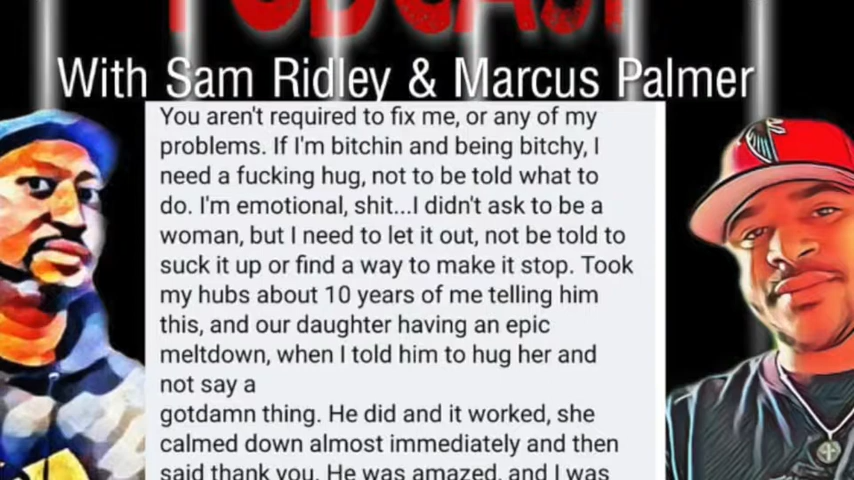 PODCAST
With Sam Ridley & Marcus Palmer
You aren't required to fix me, or any of my
problems. If I'm bitchin and being bitchy, I
need a fucking hug, not to be told what to
do. I'm emotional, shit...I didn't ask to be a
woman, but I need to let it out, not be told to
suck it up or find a way to make it stop. Took
my hubs about 10 years of me telling him
this, and our daughter having an epic
meltdown, when I told him to hug her and
not say a
gotdamn thing. He did and it worked, she
calmed down almost immediately and then
said thank you. He was amazed, and I was